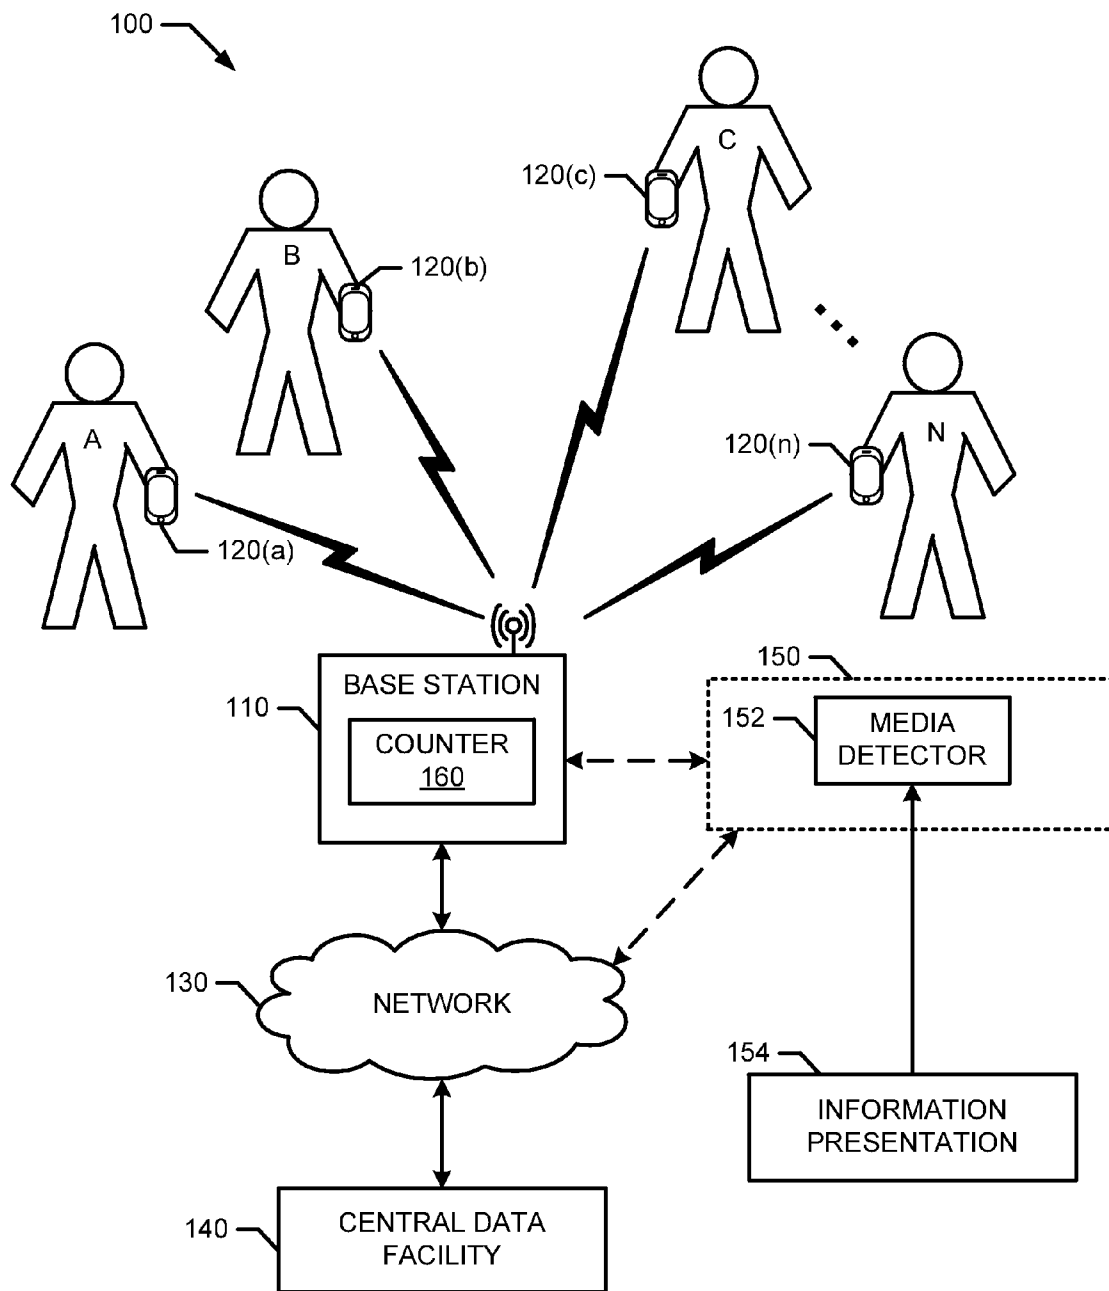 100
C
120(c)
B
120(b)
A
120(a)
N
120(n)
BASE STATION
110
COUNTER
160
150
152
MEDIA
DETECTOR
130
NETWORK
154
INFORMATION
PRESENTATION
140
CENTRAL DATA
FACILITY